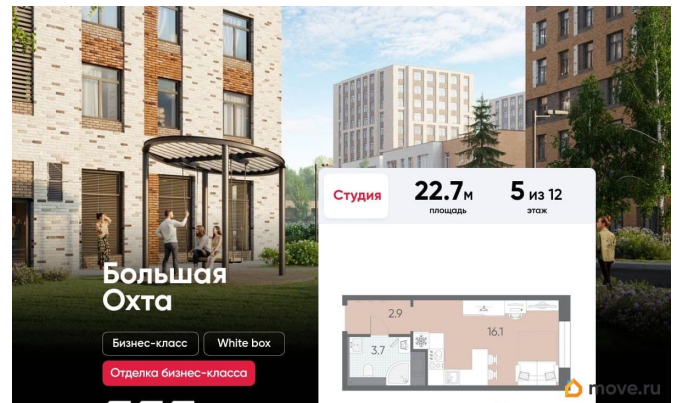 Студия
22.7м
площадь
5 из 12
этаж
Большая
Охта
Бизнес-класс
White box
Отделка бизнес-класса
2.9
16.1
3.7
move.ru